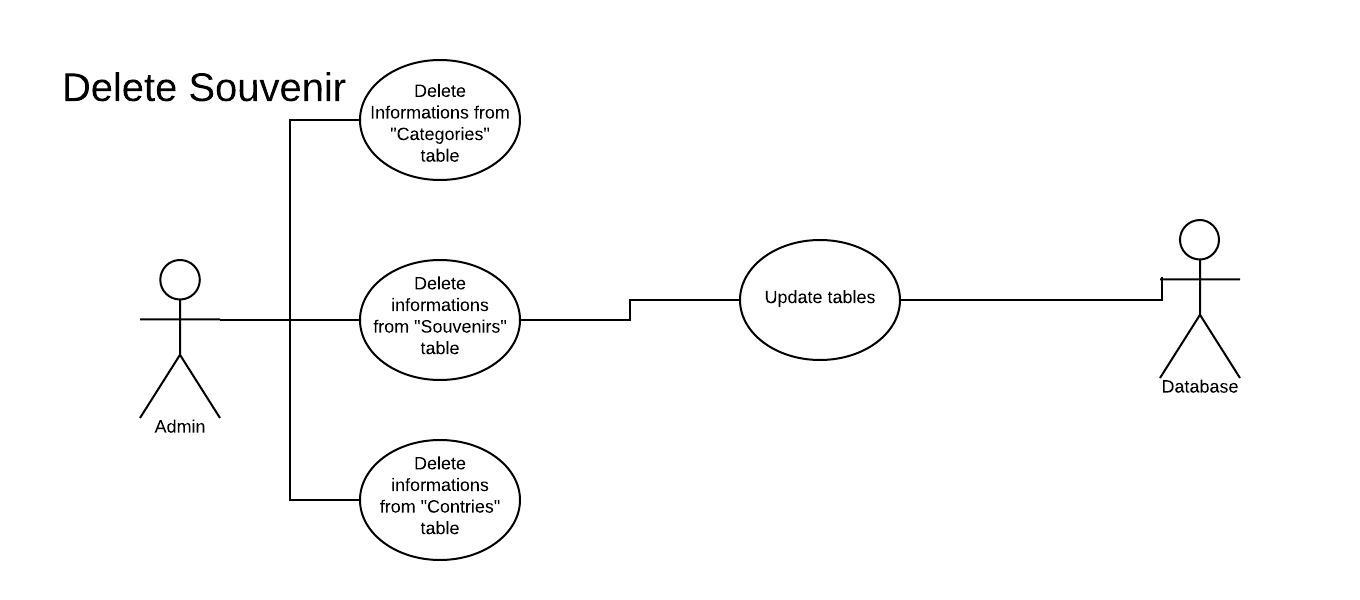 Delete Souvenir
Delete
Informations from
"Categories"
table
Delete
informations
from "Souvenirs"
table
Update tables
Database
Admin
Delete
informations
from "Contries"
table